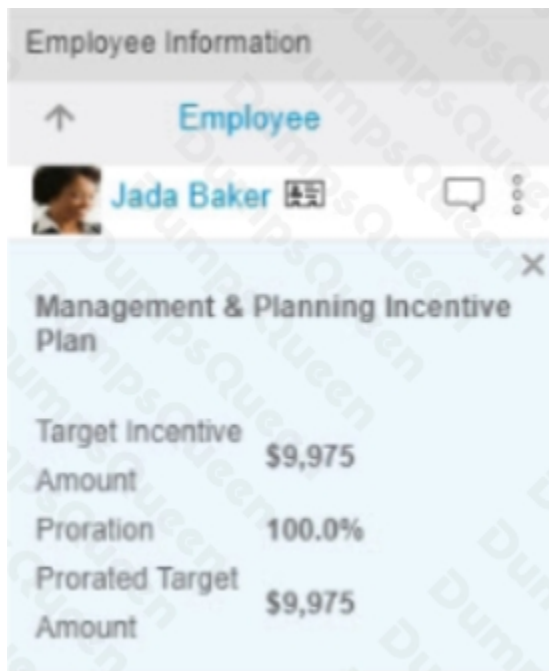 Employee Information
Employee
Jada Baker
Management & Planning Incentive
Plan
Target Incentive
Amount
$9,975
Proration
100.0%
Prorated Target
Amount
$9,975
DumpsQueen